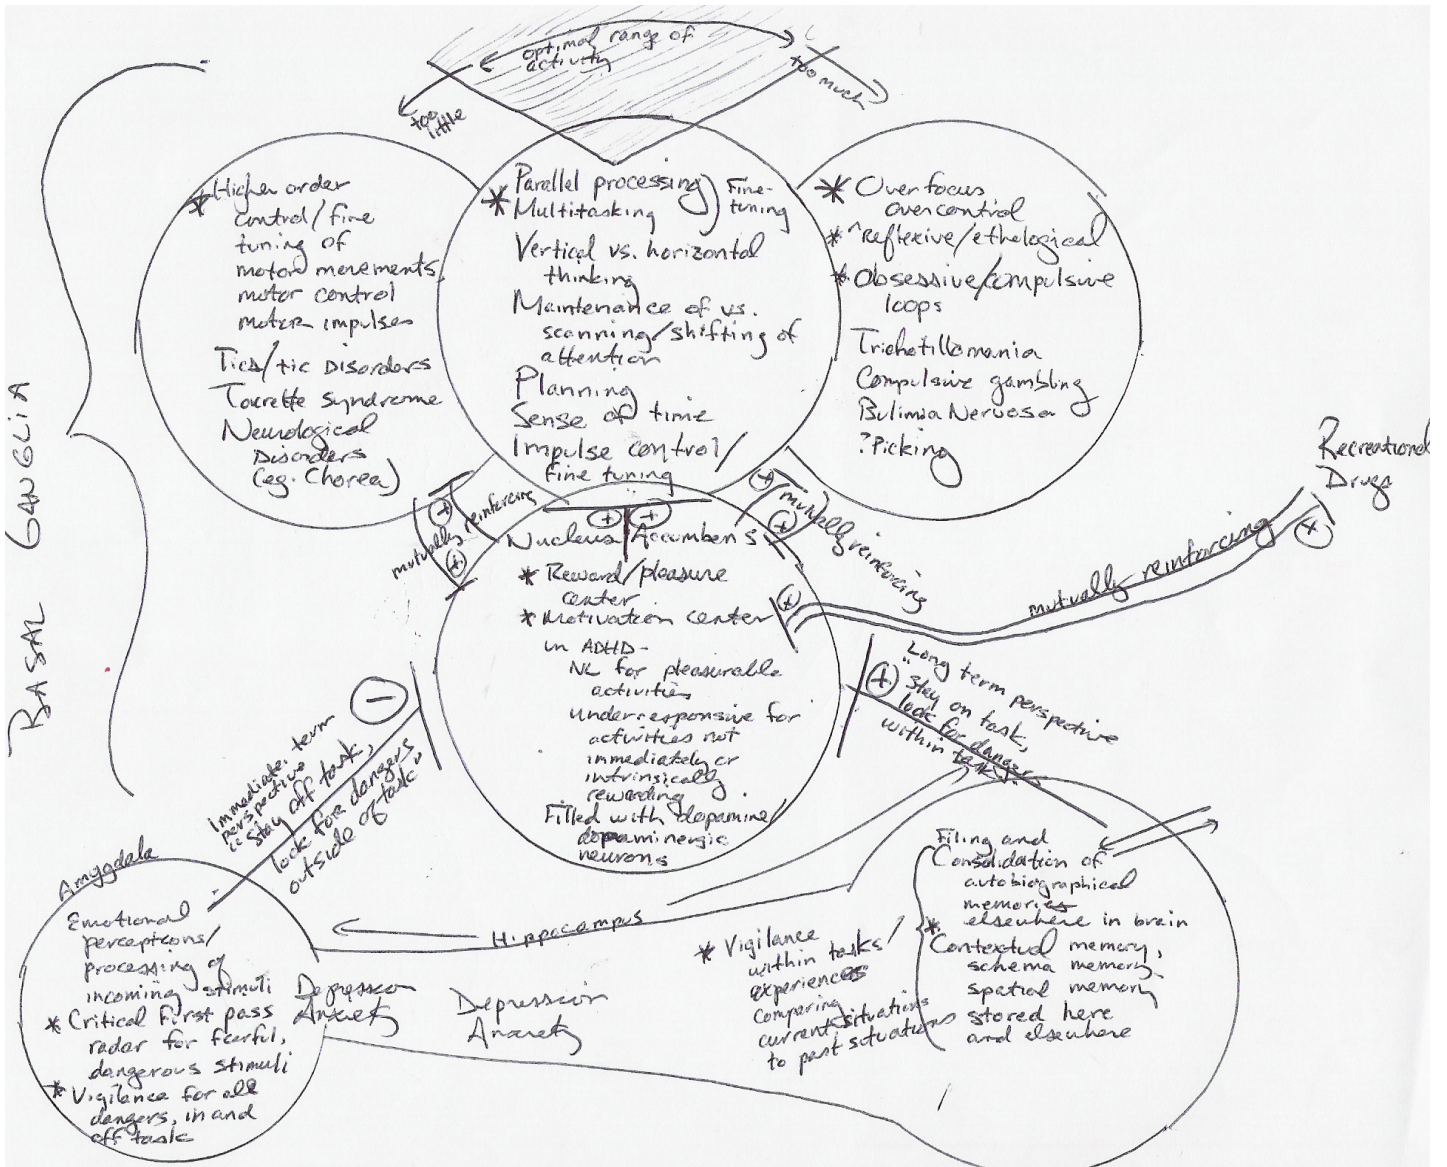 optimal range of
activity
too
little
too much
BASAL GANGLIA
* Higher order
control/fine
tuning of
motor movements,
motor control
motor impulses
Tics/tic Disorders
Tourette Syndrome
Neurological
Disorders
(eg. Chorea)
* Parallel processing
Multitasking
Fine-
tuning
Vertical vs. horizontal
thinking
Maintenance of vs.
scanning/shifting of
attention
Planning
Sense of time
Impulse control/
fine tuning
* Overfocus
overcontrol
* "Reflexive/ethological
* Obsessive/compulsive
loops
Trichotillomania
Compulsive gambling
Bulimia Nervosa
? Picking
Recreational
Drugs
+
mutually reinforcing
+
mutually reinforcing
+
+
+
+
mutually reinforcing
+
+
Nucleus Accumbens
* Reward/pleasure
center
* Motivation center
in ADHD-
NL for pleasurable
activities
underresponsive for
activities not
immediately or
intrinsically
rewarding
Filled with dopamine/
dopaminergic
neurons
−
Immediate term
perspective
"Stay off task,
look for dangers
outside of task"
+
Long term perspective
"Stay on task,
look for dangers
within task"
Amygdala
Emotional
perceptions/
processing of
incoming stimuli
* Critical first pass
radar for fearful,
dangerous stimuli
* Vigilance for all
dangers, in and
off task
Depression
Anxiety
Depression
Anxiety
Hippocampus
* Vigilance
within tasks/
experiences
comparing
current situations
to past situations
Filing and
Consolidation of
autobiographical
memories
elsewhere in brain
*
Contextual memory,
schema memory
spatial memory
stored here
and elsewhere